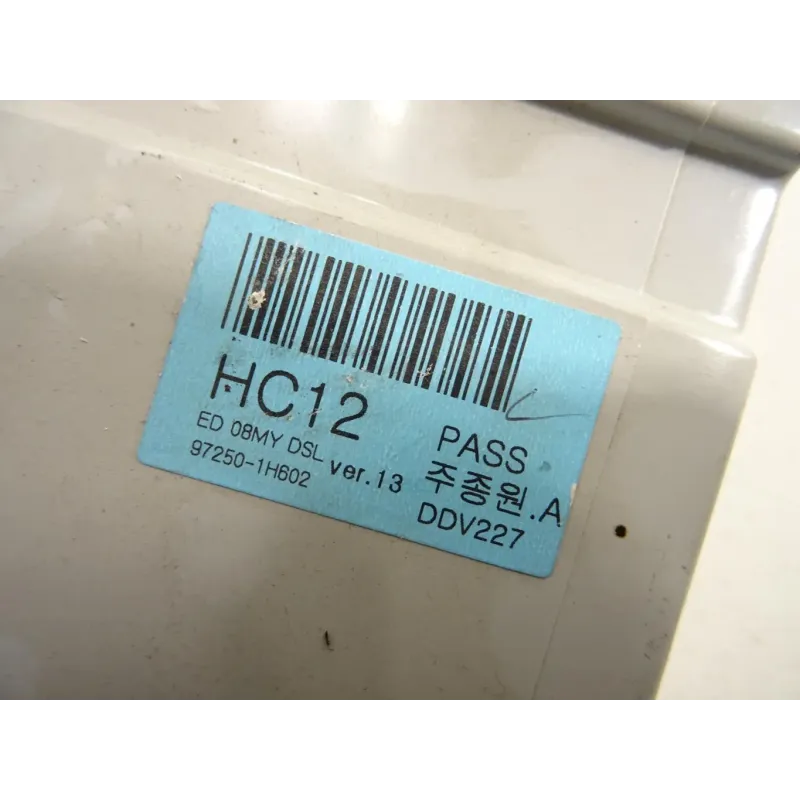 HC12
ED 08MY DSL
97250-1H602
ver.13
PASS
주종원.A
DDV227